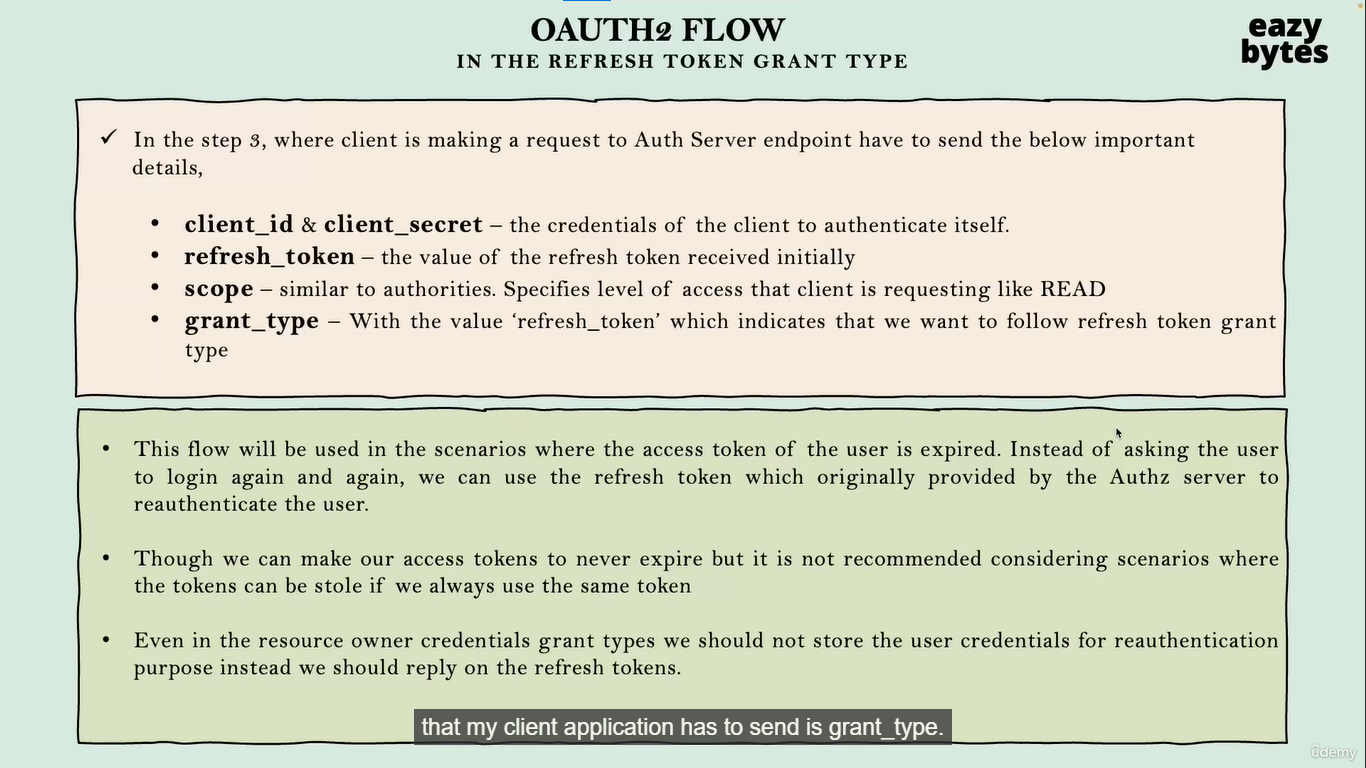 OAUTH2 FLOW
IN THE REFRESH TOKEN GRANT TYPE
eazy
bytes
✓ In the step 3, where client is making a request to Auth Server endpoint have to send the below important
details,
• client_id & client_secret – the credentials of the client to authenticate itself.
• refresh_token – the value of the refresh token received initially
• scope – similar to authorities. Specifies level of access that client is requesting like READ
• grant_type – With the value ‘refresh_token’ which indicates that we want to follow refresh token grant
type
• This flow will be used in the scenarios where the access token of the user is expired. Instead of asking the user
to login again and again, we can use the refresh token which originally provided by the Authz server to
reauthenticate the user.
• Though we can make our access tokens to never expire but it is not recommended considering scenarios where
the tokens can be stole if we always use the same token
• Even in the resource owner credentials grant types we should not store the user credentials for reauthentication
purpose instead we should reply on the refresh tokens.
that my client application has to send is grant_type.
ûdemy